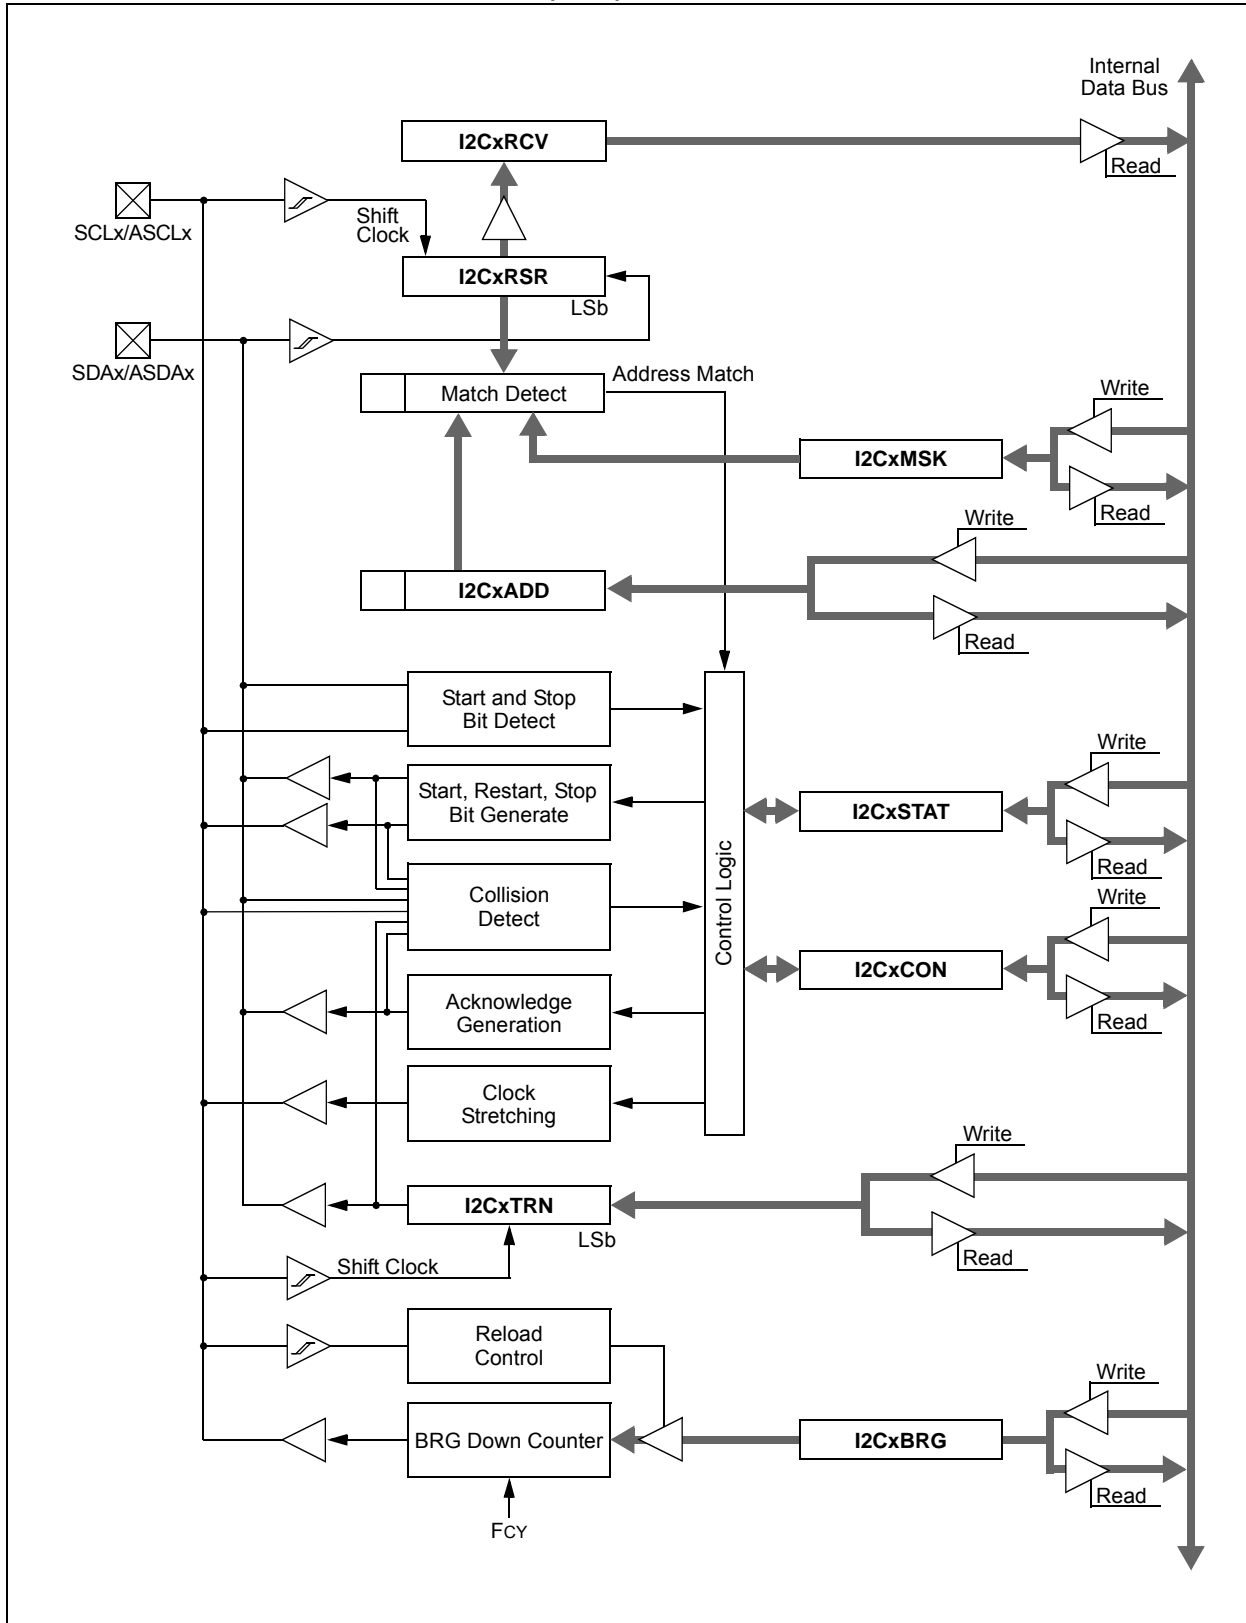 Internal
Data Bus
I2CxRCV
Read
SCLx/ASCLx
Shift
Clock
I2CxRSR
LSb
SDAx/ASDAx
Match Detect
Address Match
Write
I2CxMSK
Read
Write
I2CxADD
Read
Start and Stop
Bit Detect
Write
Start, Restart, Stop
Bit Generate
I2CxSTAT
Read
Collision
Detect
Control Logic
Write
I2CxCON
Read
Acknowledge
Generation
Clock
Stretching
Write
I2CxTRN
LSb
Read
Shift Clock
Reload
Control
Write
BRG Down Counter
I2CxBRG
Read
FCY